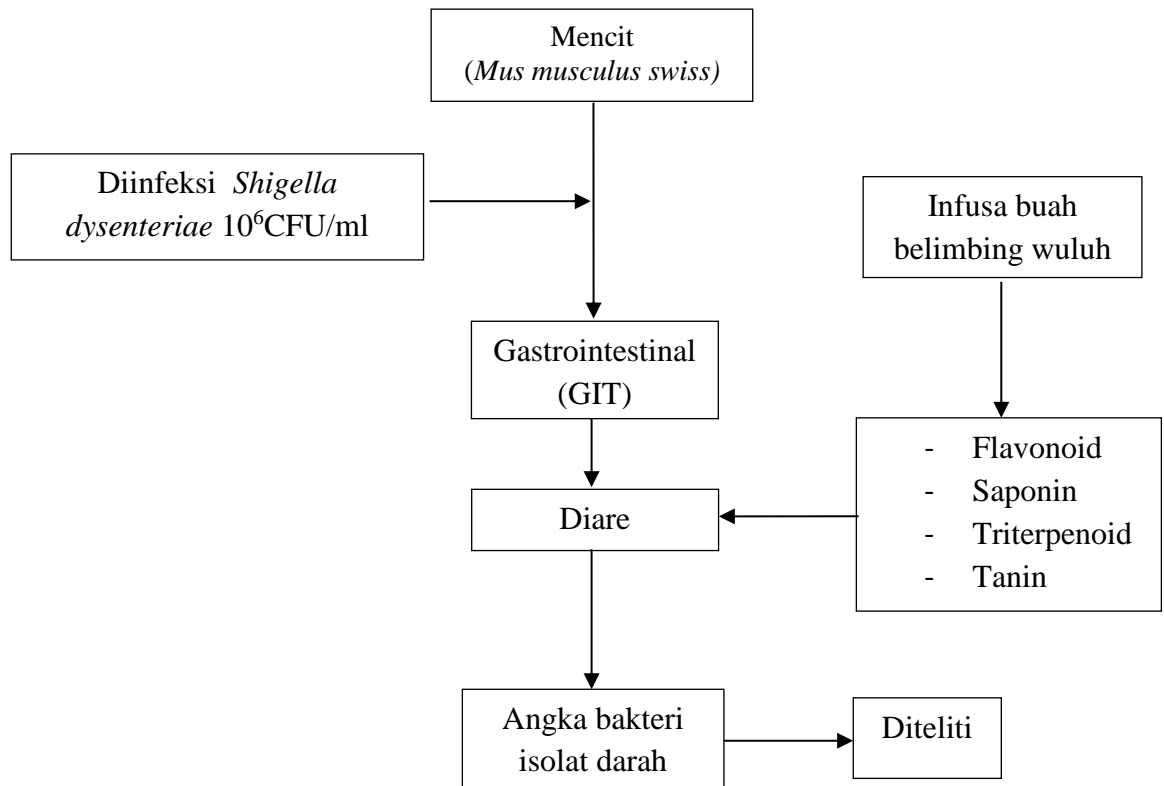 Mencit
(Mus musculus swiss)
Diinfeksi Shigella
dysenteriae 10⁶CFU/ml
Infusa buah
belimbing wuluh
Gastrointestinal
(GIT)
- Flavonoid
- Saponin
- Triterpenoid
- Tanin
Diare
Angka bakteri
isolat darah
Diteliti